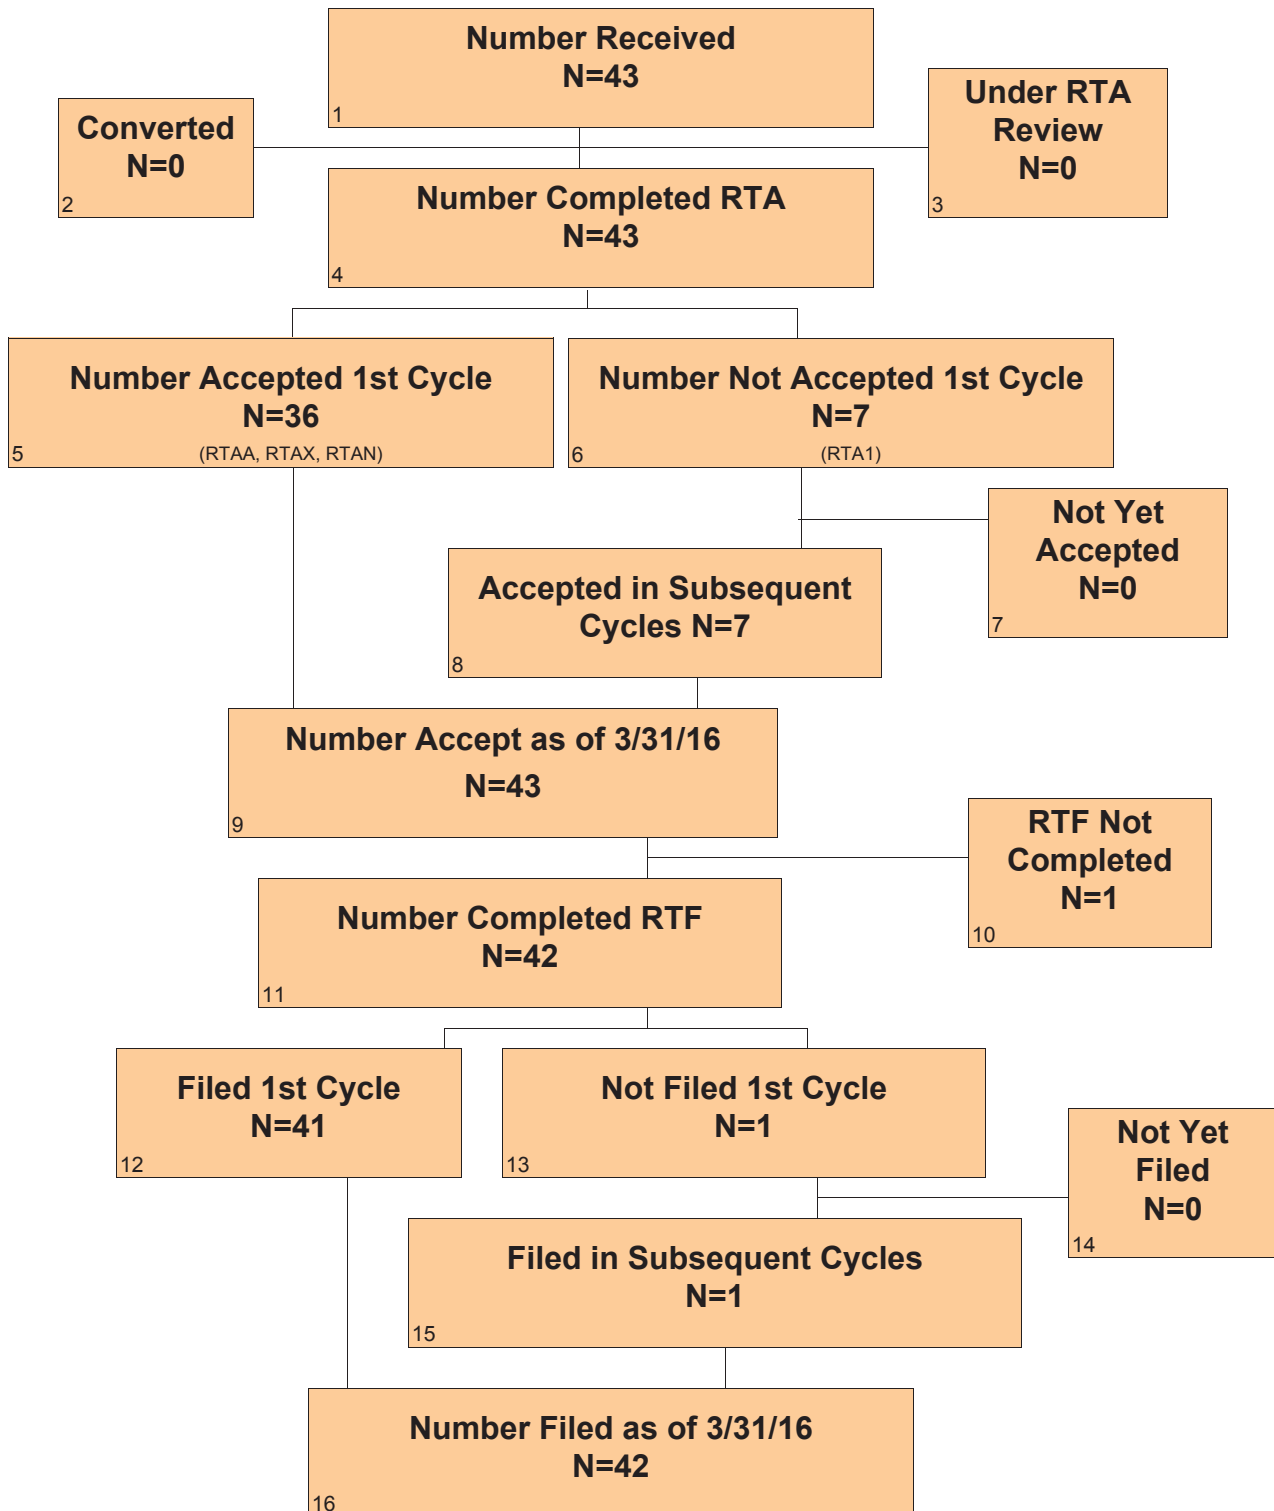 Number Received
N=43
1
Converted
N=0
2
Under RTA
Review
N=0
3
Number Completed RTA
N=43
4
Number Accepted 1st Cycle
N=36
(RTAA, RTAX, RTAN)
5
Number Not Accepted 1st Cycle
N=7
(RTA1)
6
Not Yet
Accepted
N=0
7
Accepted in Subsequent
Cycles N=7
8
Number Accept as of 3/31/16
N=43
9
RTF Not
Completed
N=1
10
Number Completed RTF
N=42
11
Filed 1st Cycle
N=41
12
Not Filed 1st Cycle
N=1
13
Not Yet
Filed
N=0
14
Filed in Subsequent Cycles
N=1
15
Number Filed as of 3/31/16
N=42
16